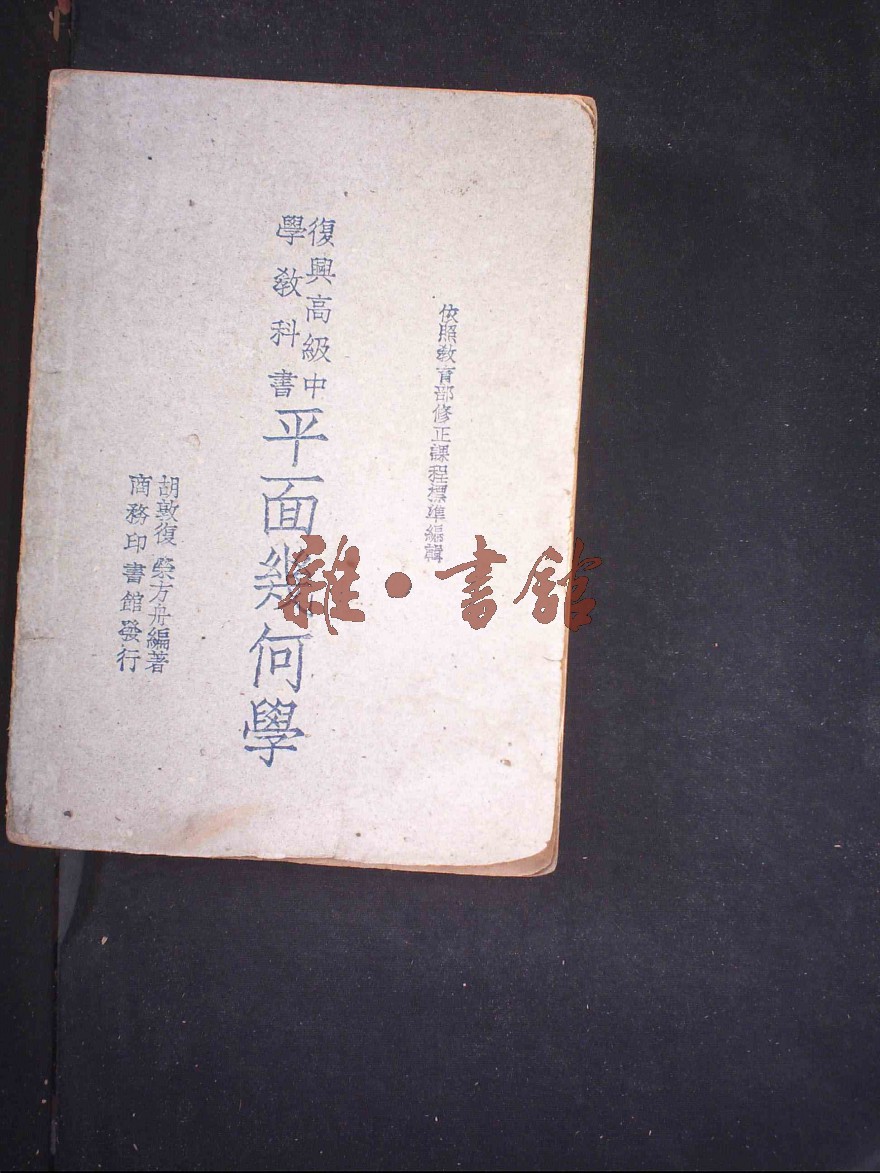 依照教育部修正課程標準編輯
復興高級中
學教科書
平面幾何學
胡敦復 榮方舟編著
商務印書館發行
雜·書館